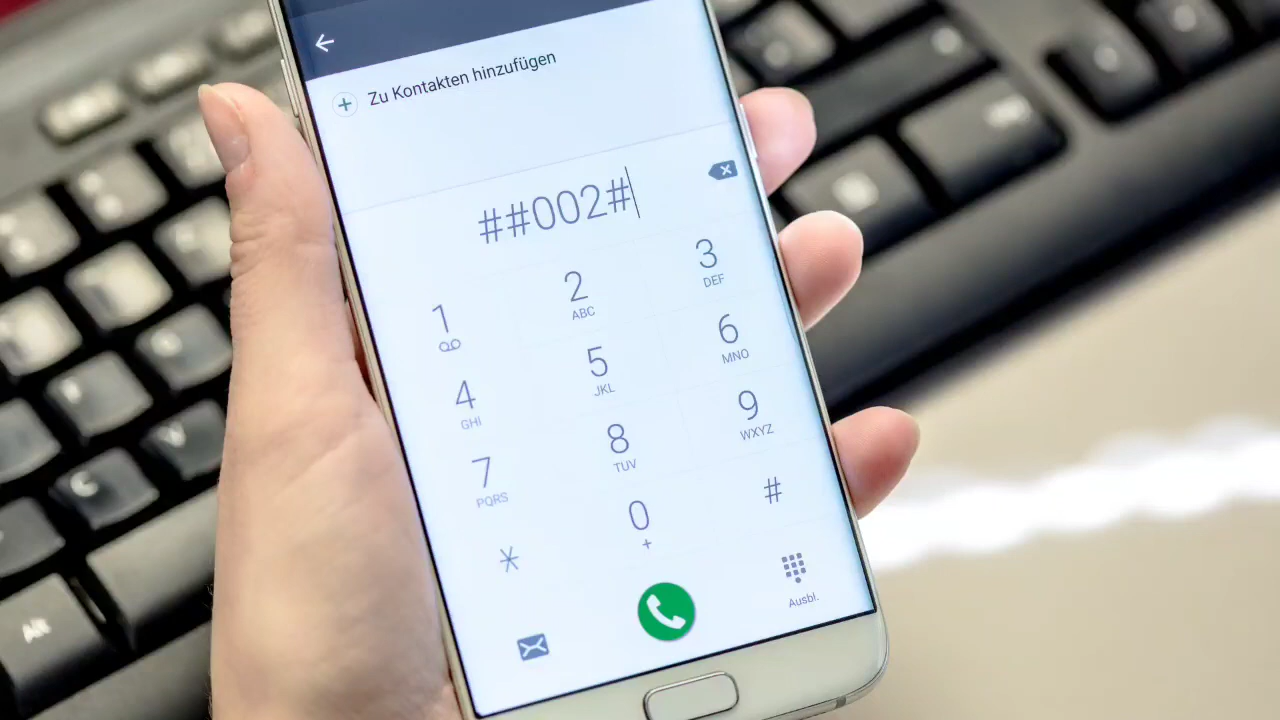 Zu Kontakten hinzufügen
##002#
1
2
ABC
3
DEF
4
GHI
5
JKL
6
MNO
7
PQRS
8
TUV
9
WXYZ
*
0
+
#
Ausbl.
Alt
C
V